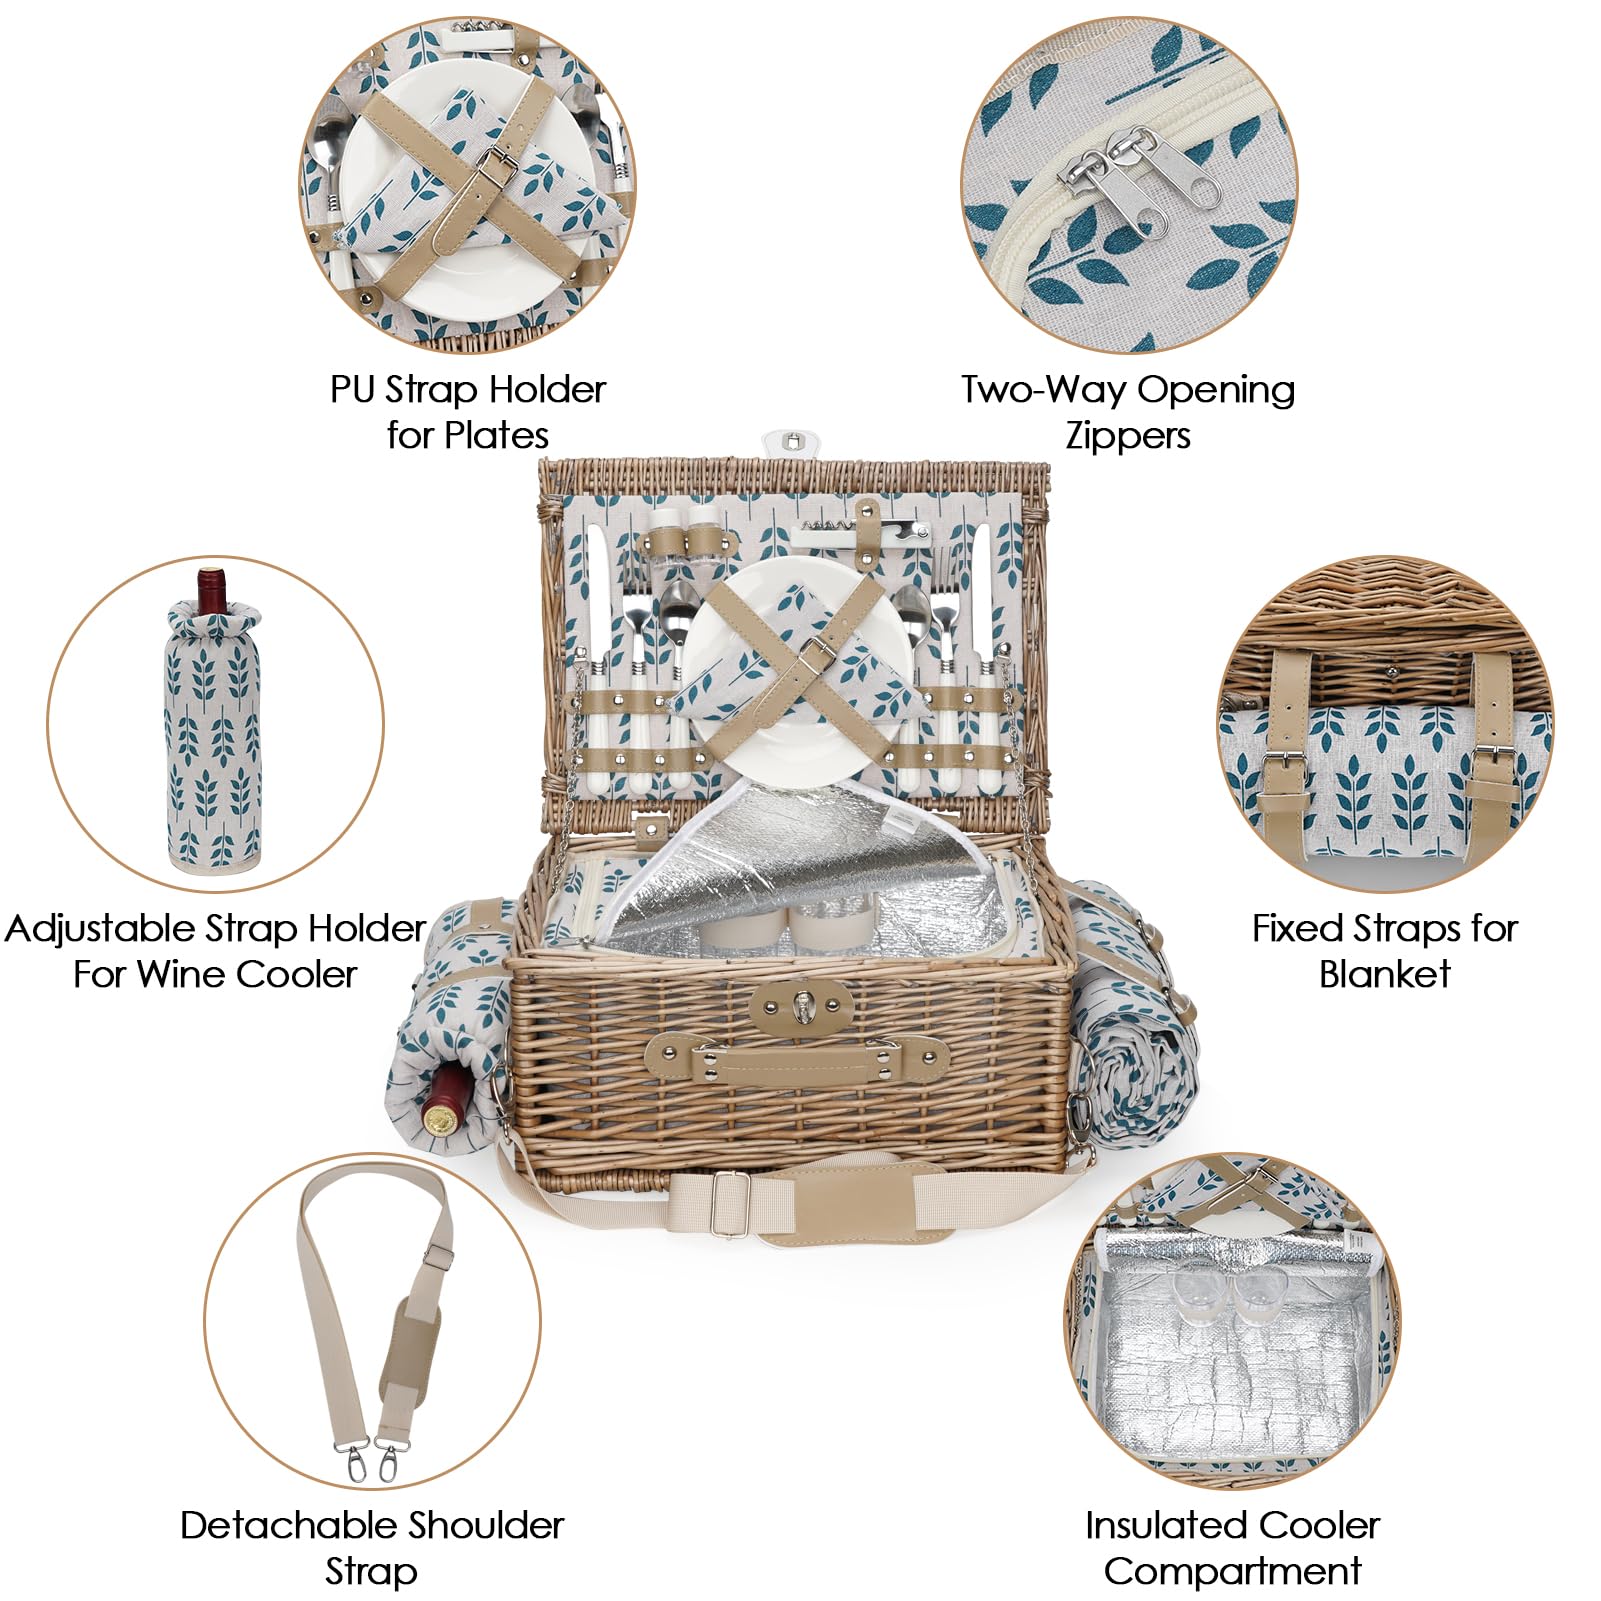 PU Strap Holder
for Plates
Two-Way Opening
Zippers
Adjustable Strap Holder
For Wine Cooler
Fixed Straps for
Blanket
Detachable Shoulder
Strap
Insulated Cooler
Compartment